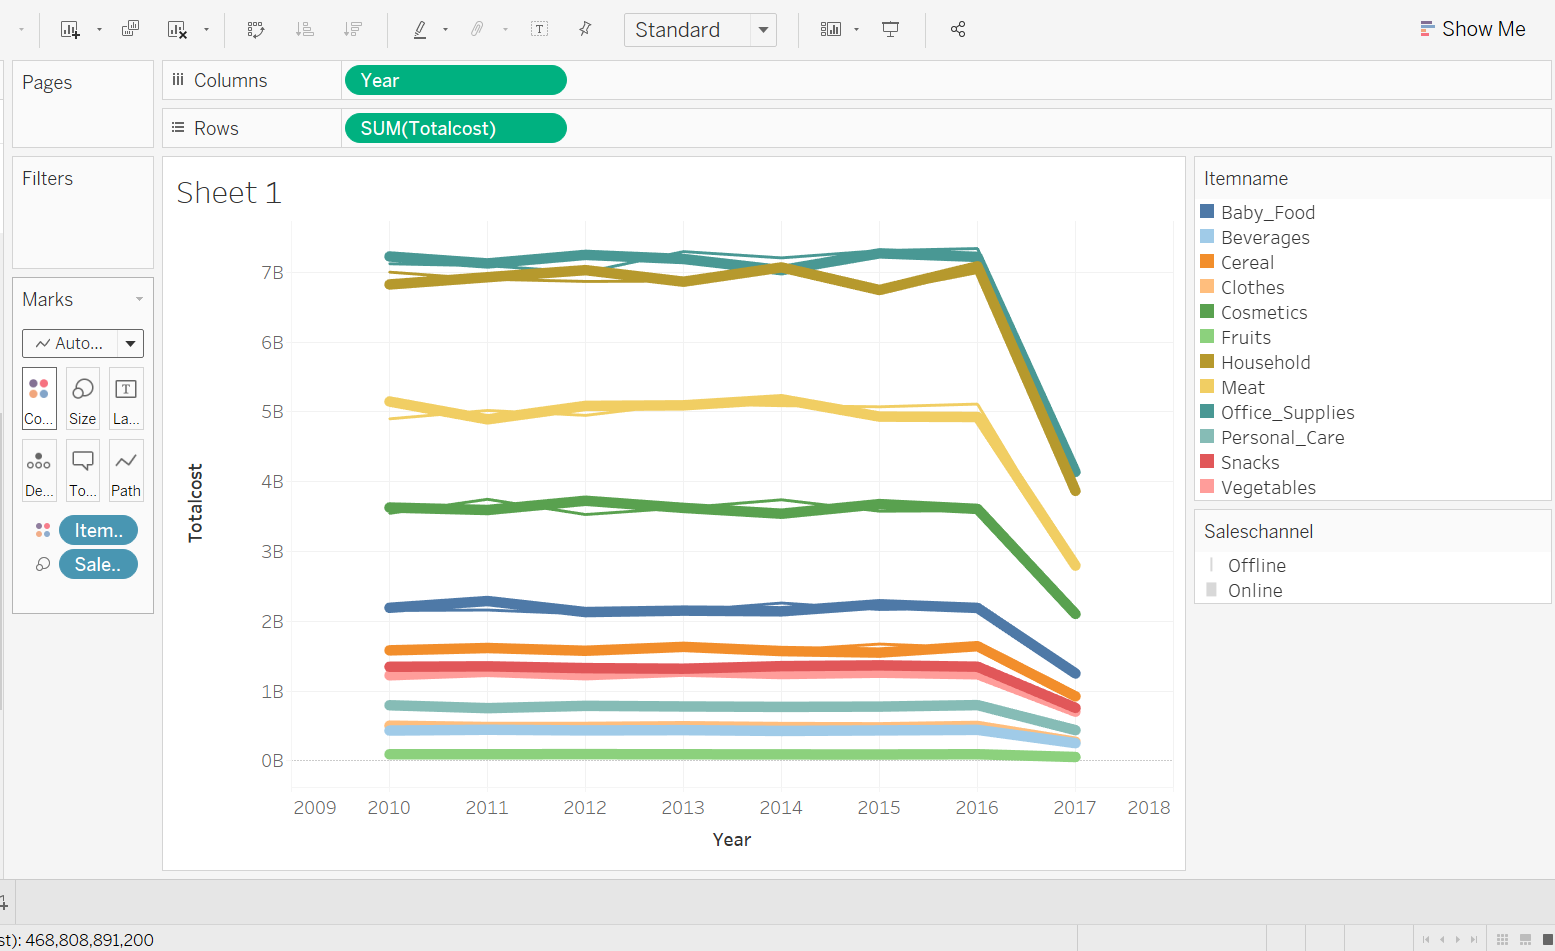 Standard
Show Me
Pages
Columns
Year
Rows
SUM(Totalcost)
Filters
Marks
Auto...
Co...
Size
La...
De...
To...
Path
Item..
Sale..
Sheet 1
Totalcost
7B
6B
5B
4B
3B
2B
1B
0B
2009 2010 2011 2012 2013 2014 2015 2016 2017 2018
Year
Itemname
Baby_Food
Beverages
Cereal
Clothes
Cosmetics
Fruits
Household
Meat
Office_Supplies
Personal_Care
Snacks
Vegetables
Saleschannel
Offline
Online
st): 468,808,891,200